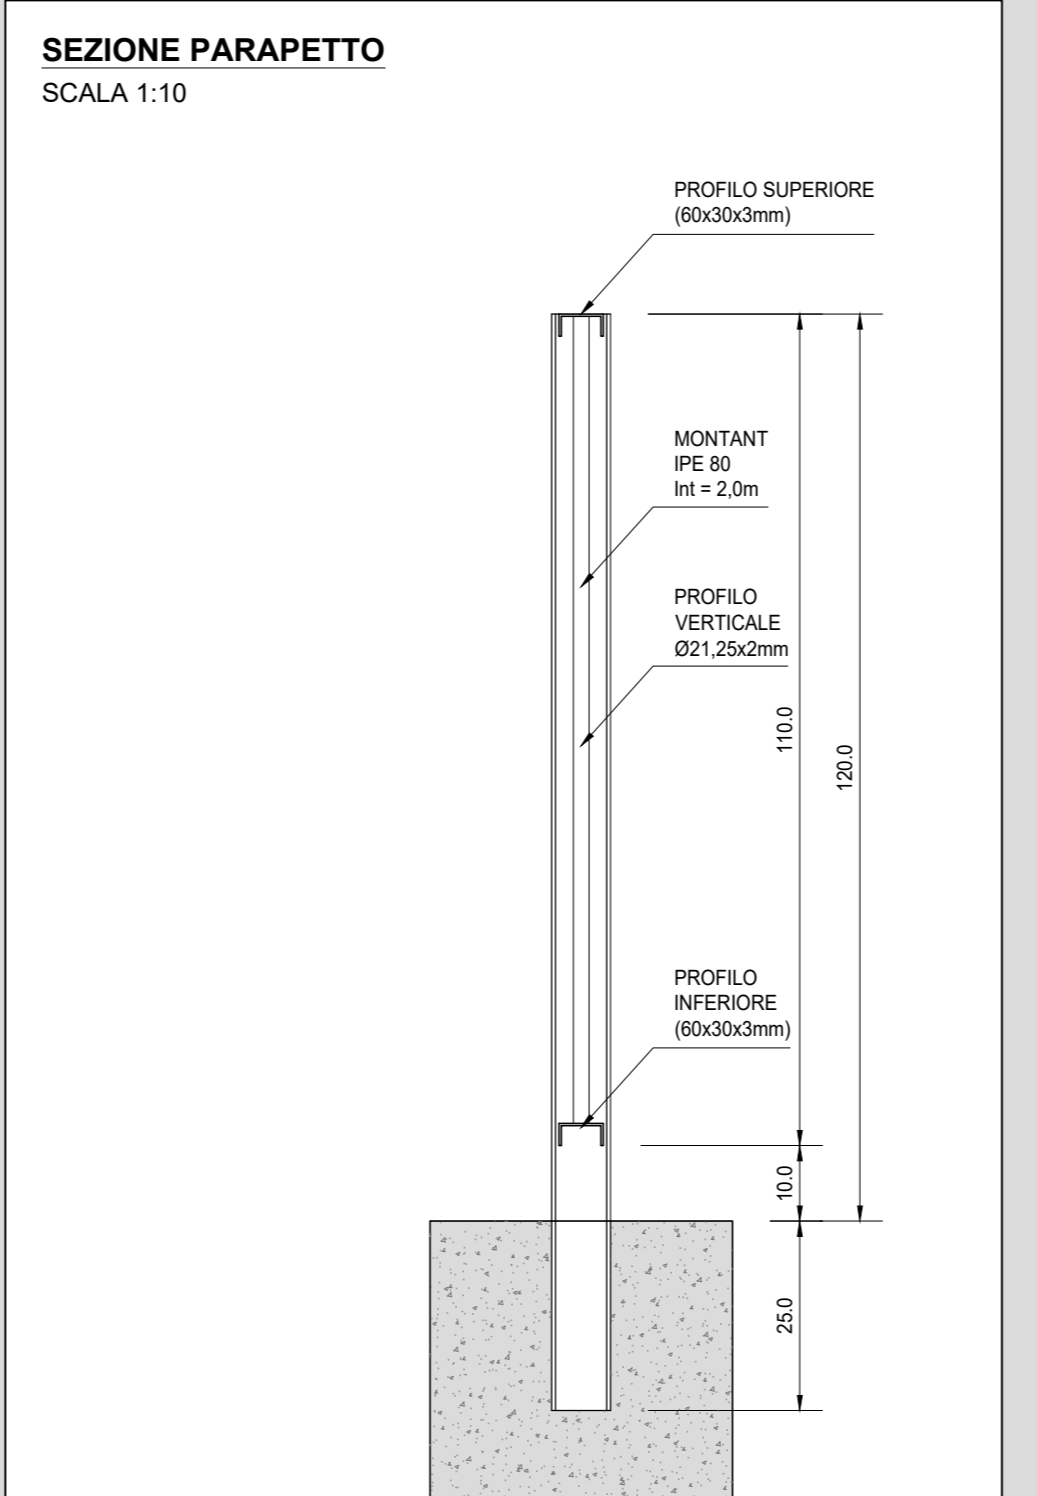 SEZIONE PARAPETTO
SCALA 1:10
PROFILO SUPERIORE
(60x30x3mm)
MONTANT
IPE 80
Int = 2,0m
PROFILO
VERTICALE
Ø21,25x2mm
110.0
120.0
PROFILO
INFERIORE
(60x30x3mm)
10.0
25.0